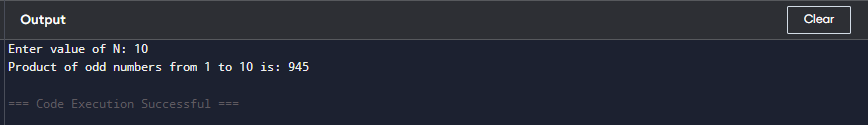 Output
Clear
Enter value of N: 10
Product of odd numbers from 1 to 10 is: 945
=== Code Execution Successful ===